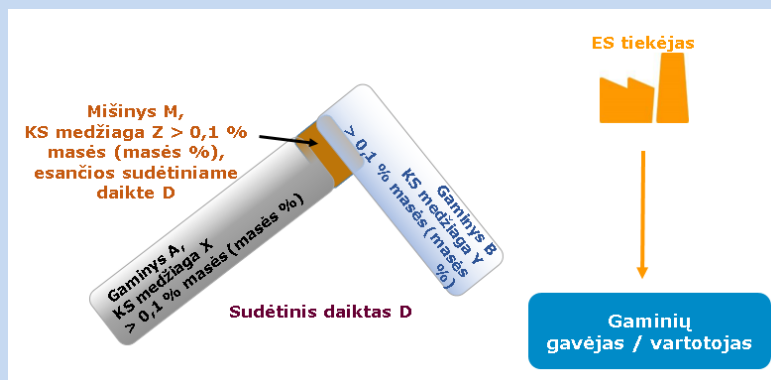 Mišinys M,
KS medžiaga Z > 0,1 %
masės (masės %),
esančios sudėtiniame
daikte D
Gaminys A,
KS medžiaga X
> 0,1 % masės (masės %)
Gaminys B
KS medžiaga Y
> 0,1 % masės (masės
%)
Sudėtinis daiktas D
ES tiekėjas
Gaminių
gavėjas / vartotojas